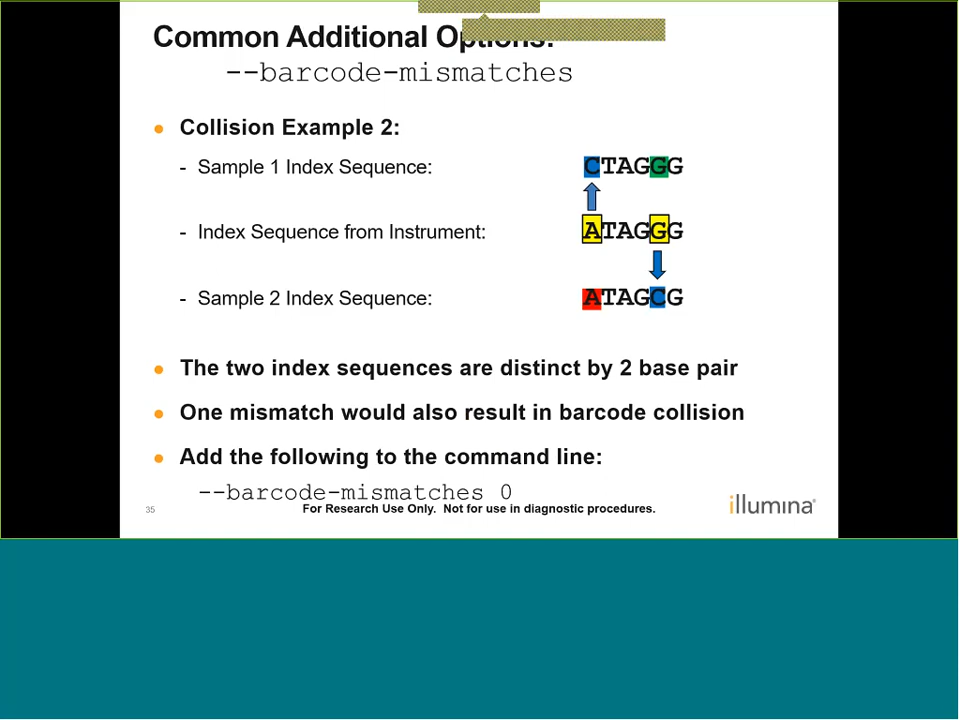 Common Additional Options:
--barcode-mismatches
• Collision Example 2:
- Sample 1 Index Sequence: CTAGGG
- Index Sequence from Instrument: ATAGGG
- Sample 2 Index Sequence: ATAGCG
• The two index sequences are distinct by 2 base pair
• One mismatch would also result in barcode collision
• Add the following to the command line:
--barcode-mismatches 0
35
For Research Use Only. Not for use in diagnostic procedures.
illumina®